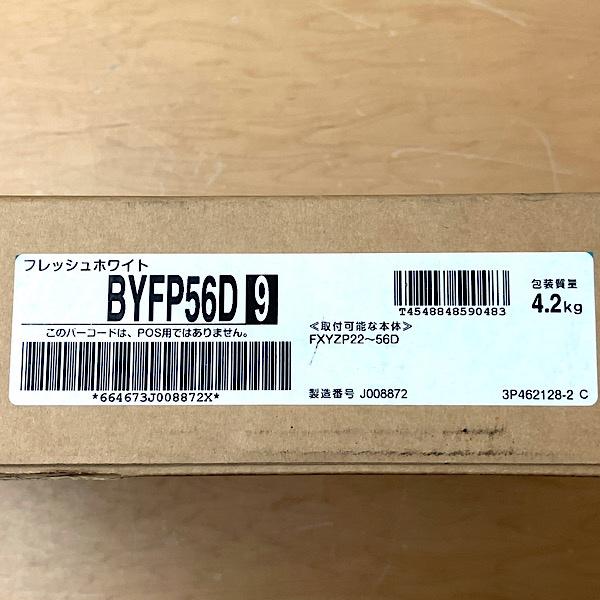 フレッシュホワイト
BYFP56D 9
このバーコードは、POS用ではありません。
*664673J008872X*
T4548848590483
≪取付可能な本体≫
FXYZP22～56D
製造番号 J008872
包装質量
4.2kg
3P462128-2 C